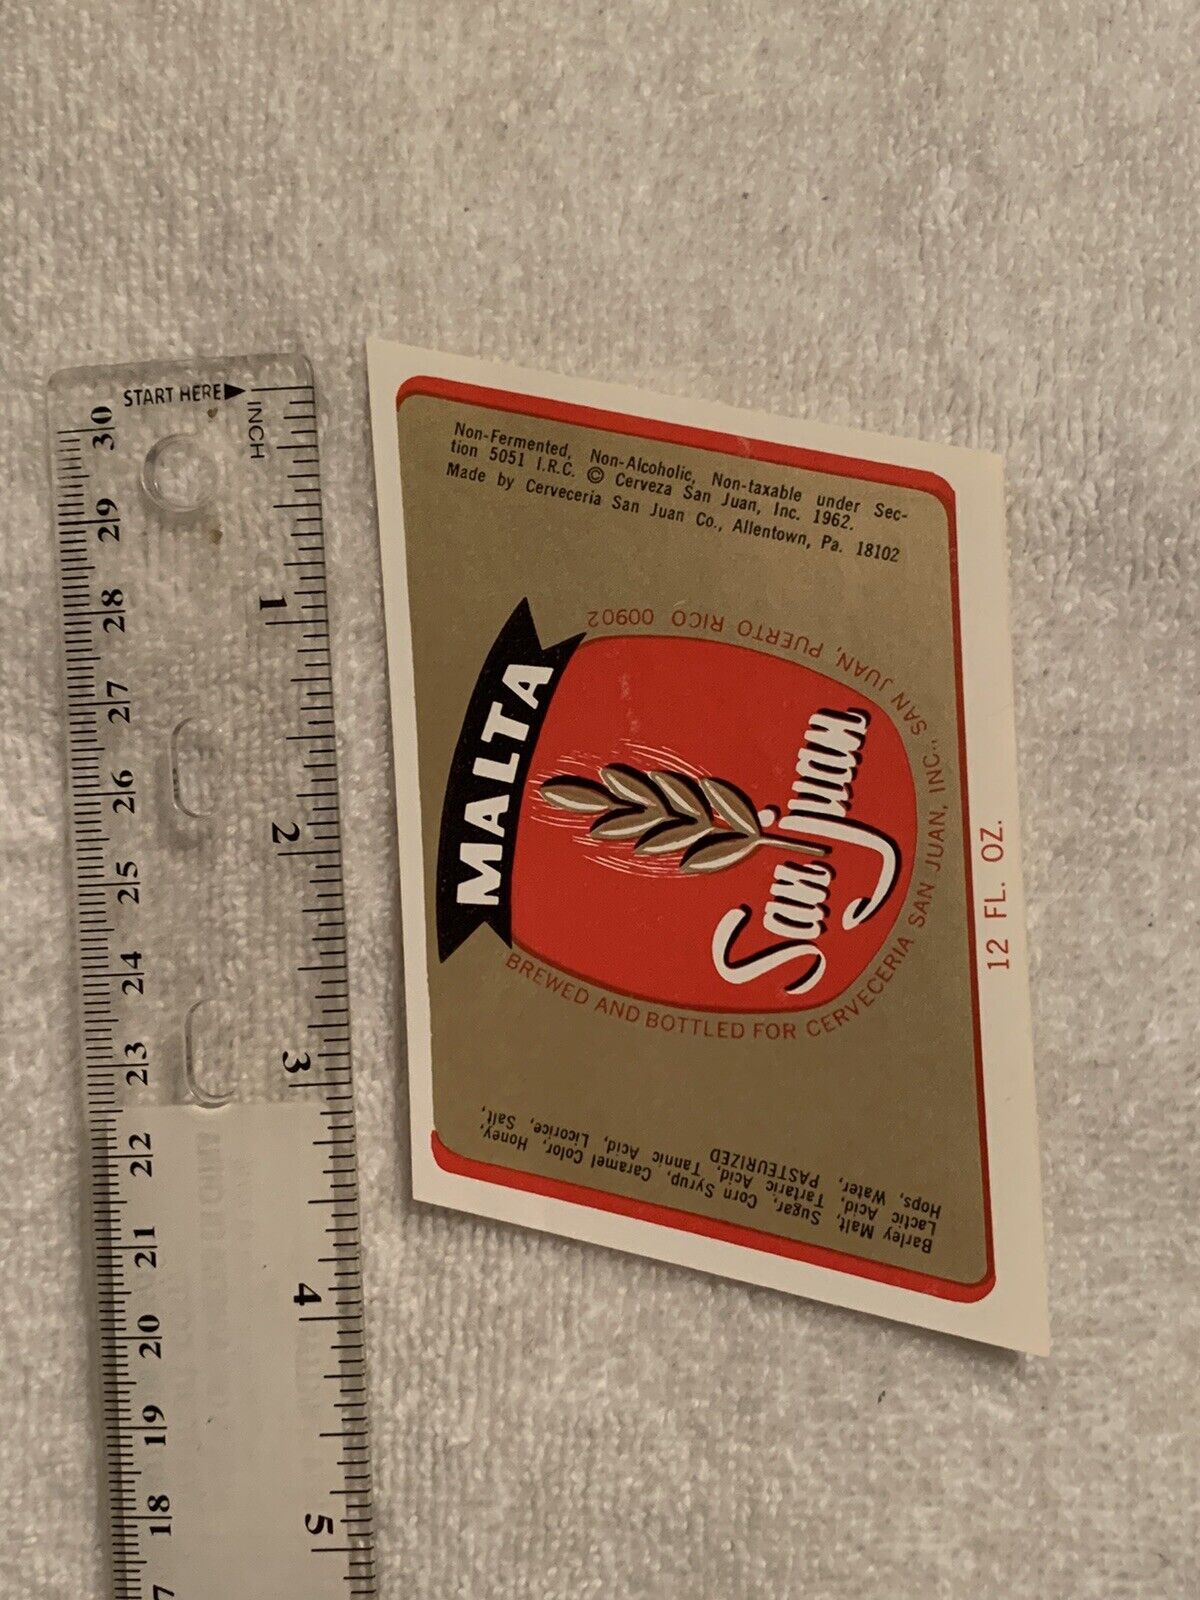 START HERE
INCH
1
2
3
4
5
30
29
28
27
26
25
24
23
22
21
20
19
18
7
Non-Fermented, Non-Alcoholic, Non-taxable under Sec-
tion 5051 I.R.C. © Cerveza San Juan, Inc. 1962.
Made by Cerveceria San Juan Co., Allentown, Pa. 18102
MALTA
San Juan
BREWED AND BOTTLED FOR CERVECERIA SAN JUAN, INC., SAN JUAN, PUERTO RICO 00902
12 FL. OZ.
Barley Malt, Sugar, Corn Syrup, Caramel Color, Honey,
Lactic Acid, Tartaric Acid, Tannic Acid, Licorice, Salt,
Hops, Water, PASTEURIZED